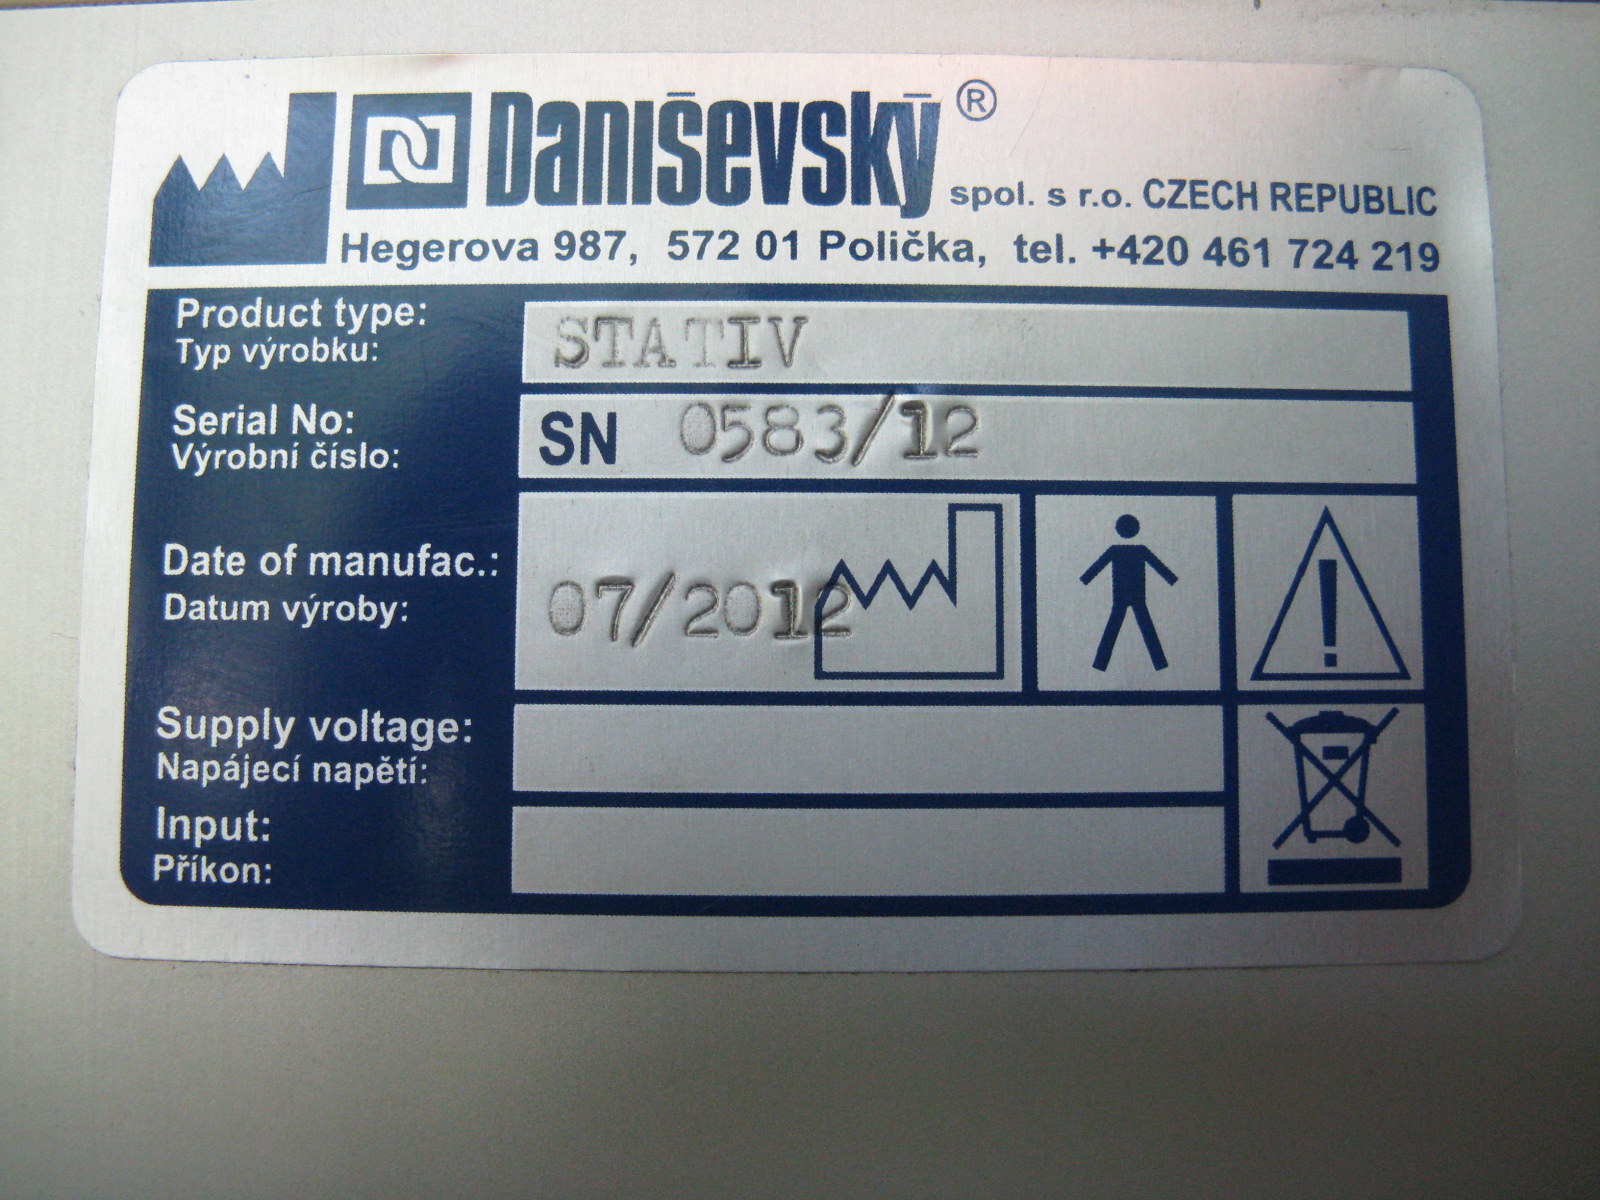 Danıševský ®
spol. s r.o. CZECH REPUBLIC
Hegerova 987, 572 01 Polička, tel. +420 461 724 219
Product type: STATIV
Typ výrobku:
Serial No: SN 0583/12
Výrobní číslo:
Date of manufac.: 07/2012
Datum výroby:
Supply voltage:
Napájecí napětí:
Input:
Příkon: